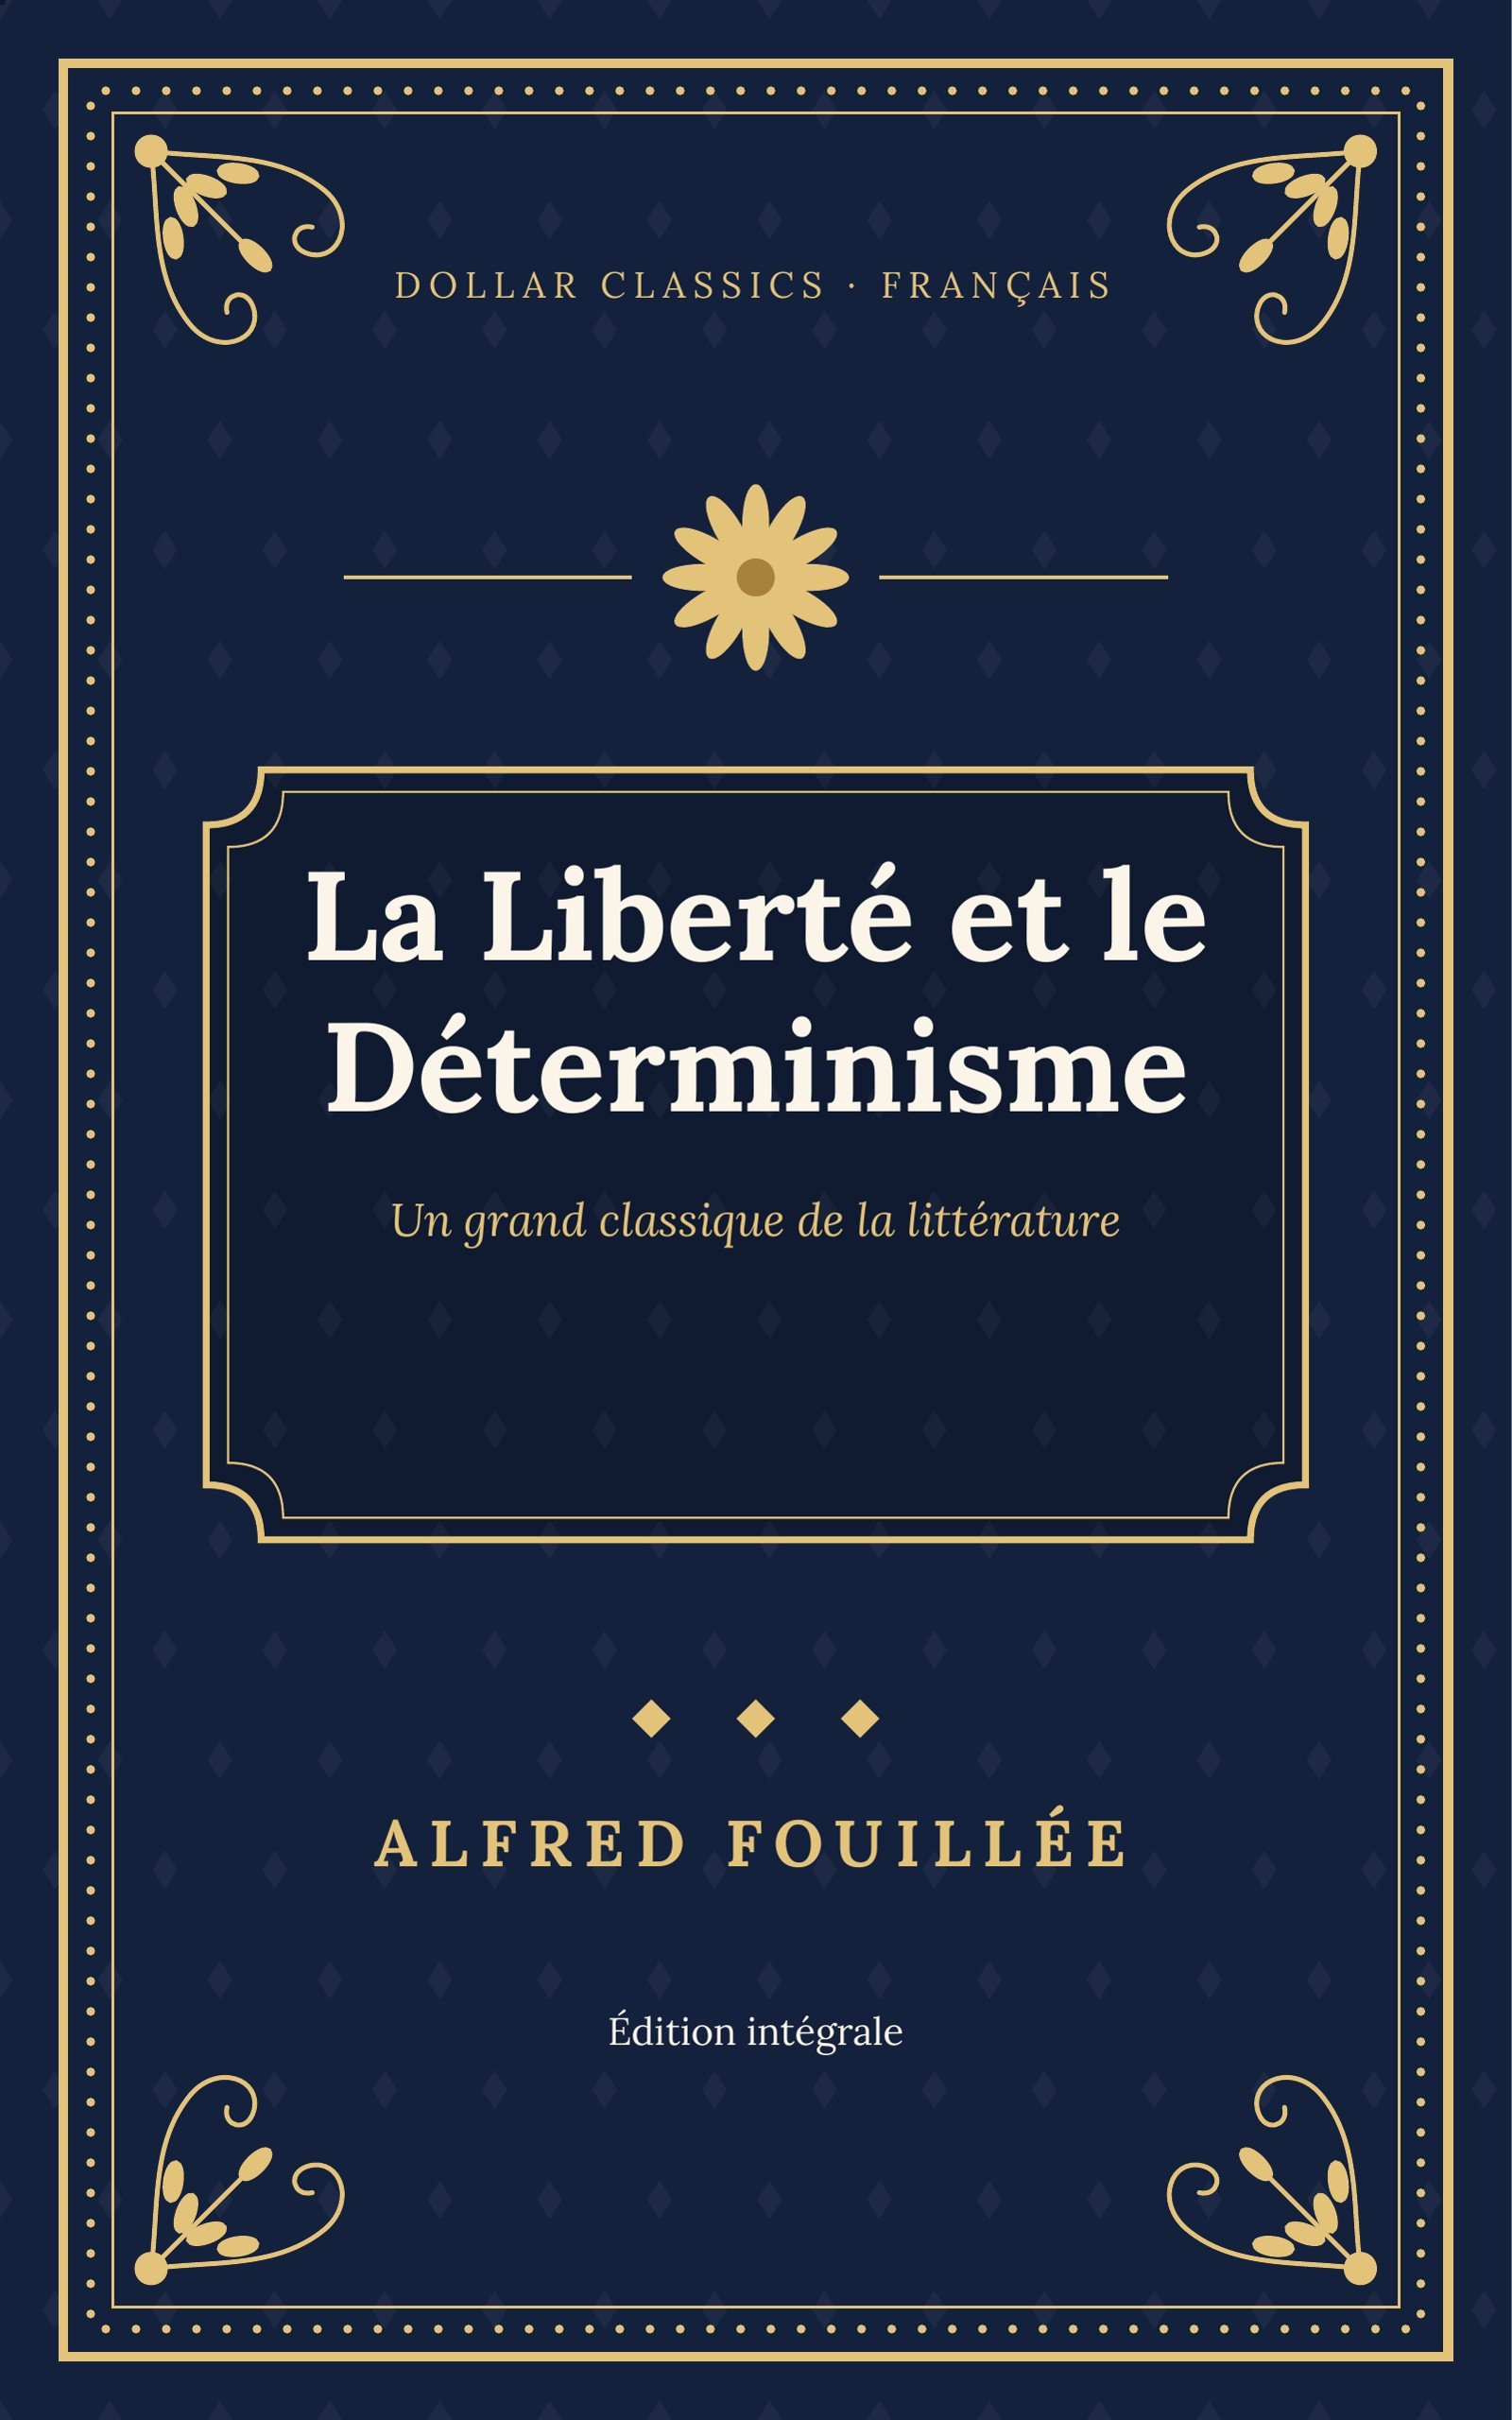 DOLLAR CLASSICS · FRANÇAIS
La Liberté et le
Déterminisme
Un grand classique de la littérature
ALFRED FOUILLÉE
Édition intégrale